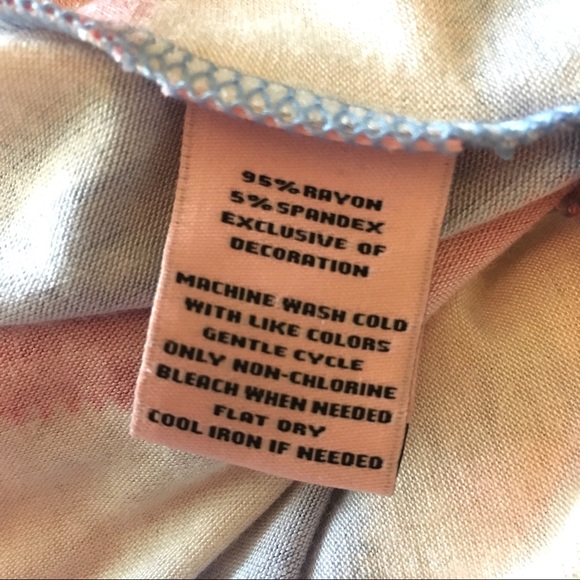 95% RAYON
5% SPANDEX
EXCLUSIVE OF
DECORATION
MACHINE WASH COLD
WITH LIKE COLORS
GENTLE CYCLE
ONLY NON-CHLORINE
BLEACH WHEN NEEDED
FLAT DRY
COOL IRON IF NEEDED